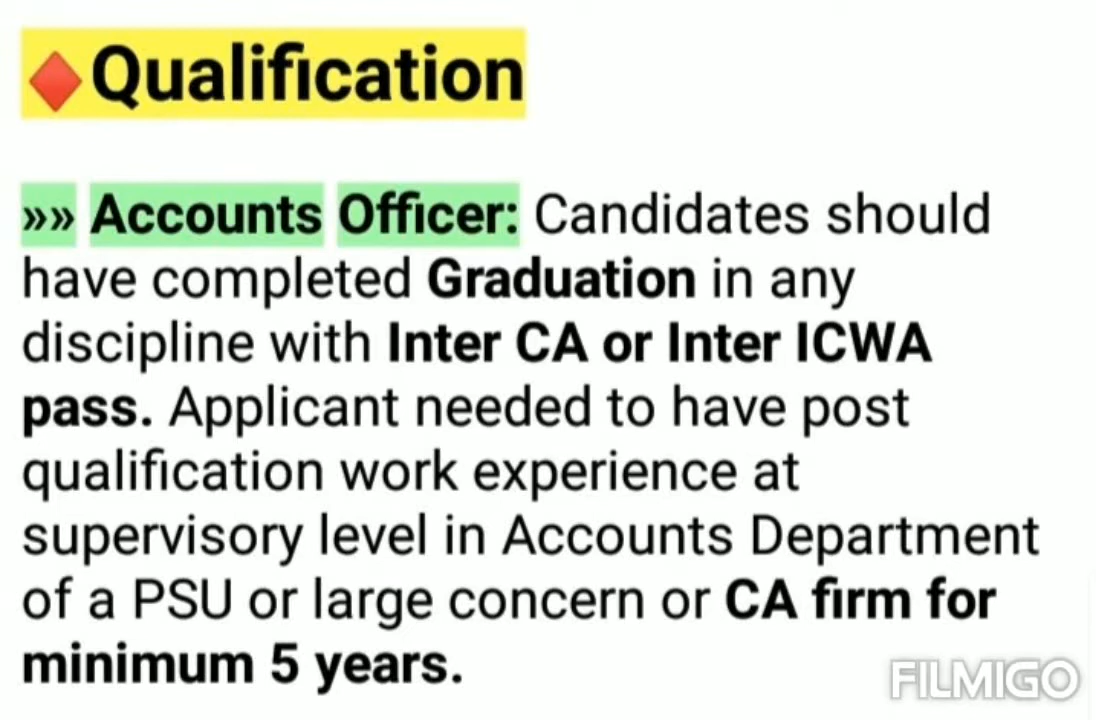 ♦Qualification
»» Accounts Officer: Candidates should
have completed Graduation in any
discipline with Inter CA or Inter ICWA
pass. Applicant needed to have post
qualification work experience at
supervisory level in Accounts Department
of a PSU or large concern or CA firm for
minimum 5 years.
FILMIGO